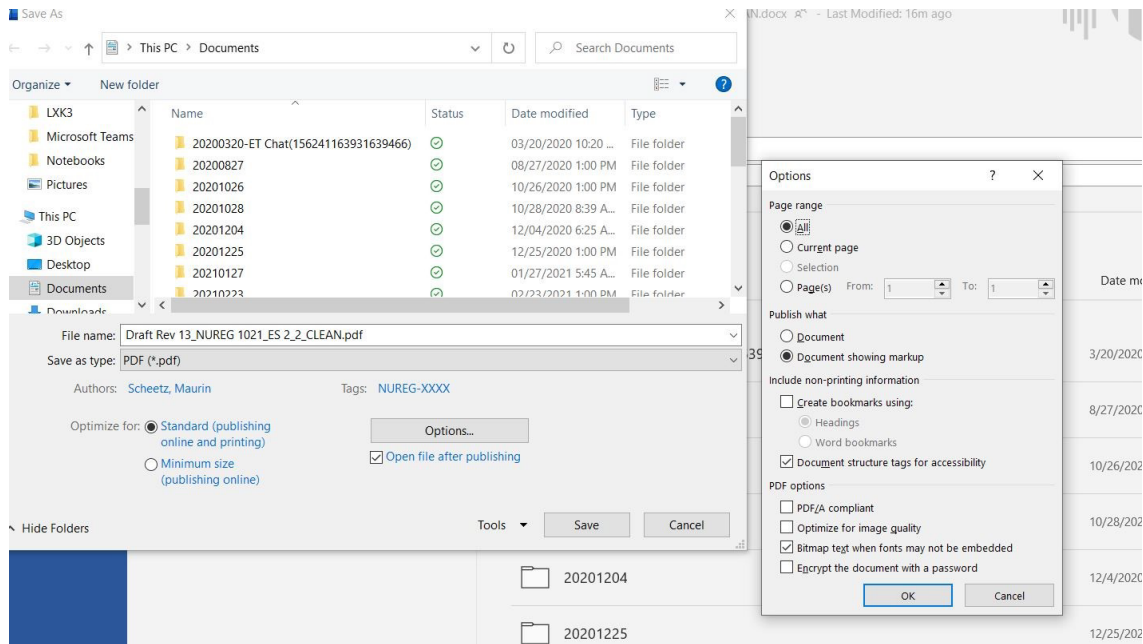 Save As
N.docx - Last Modified: 16m ago
This PC > Documents
Search Documents
Organize
New folder
LXK3
Microsoft Teams
Notebooks
Pictures
This PC
3D Objects
Desktop
Documents
Downloads
Name Status Date modified Type
20200320-ET Chat(156241163931639466) 03/20/2020 10:20 ... File folder
20200827 08/27/2020 1:00 PM File folder
20201026 10/26/2020 1:00 PM File folder
20201028 10/28/2020 8:39 A... File folder
20201204 12/04/2020 6:25 A... File folder
20201225 12/25/2020 1:00 PM File folder
20210127 01/27/2021 5:45 A... File folder
20210223 02/23/2021 1:00 PM File folder
File name: Draft Rev 13_NUREG 1021_ES 2_2_CLEAN.pdf
Save as type: PDF (*.pdf)
Authors: Scheetz, Maurin
Tags: NUREG-XXXX
Optimize for: Standard (publishing
online and printing)
Minimum size
(publishing online)
Options...
Open file after publishing
Hide Folders
Tools
Save
Cancel
Options ?
Page range
All
Current page
Selection
Page(s) From: 1 To: 1
Publish what
Document
Document showing markup
Include non-printing information
Create bookmarks using:
Headings
Word bookmarks
Document structure tags for accessibility
PDF options
PDF/A compliant
Optimize for image quality
Bitmap text when fonts may not be embedded
Encrypt the document with a password
OK
Cancel
Date mo
39
3/20/2020
8/27/2020
10/26/202
10/28/202
20201204
12/4/2020
20201225
12/25/202